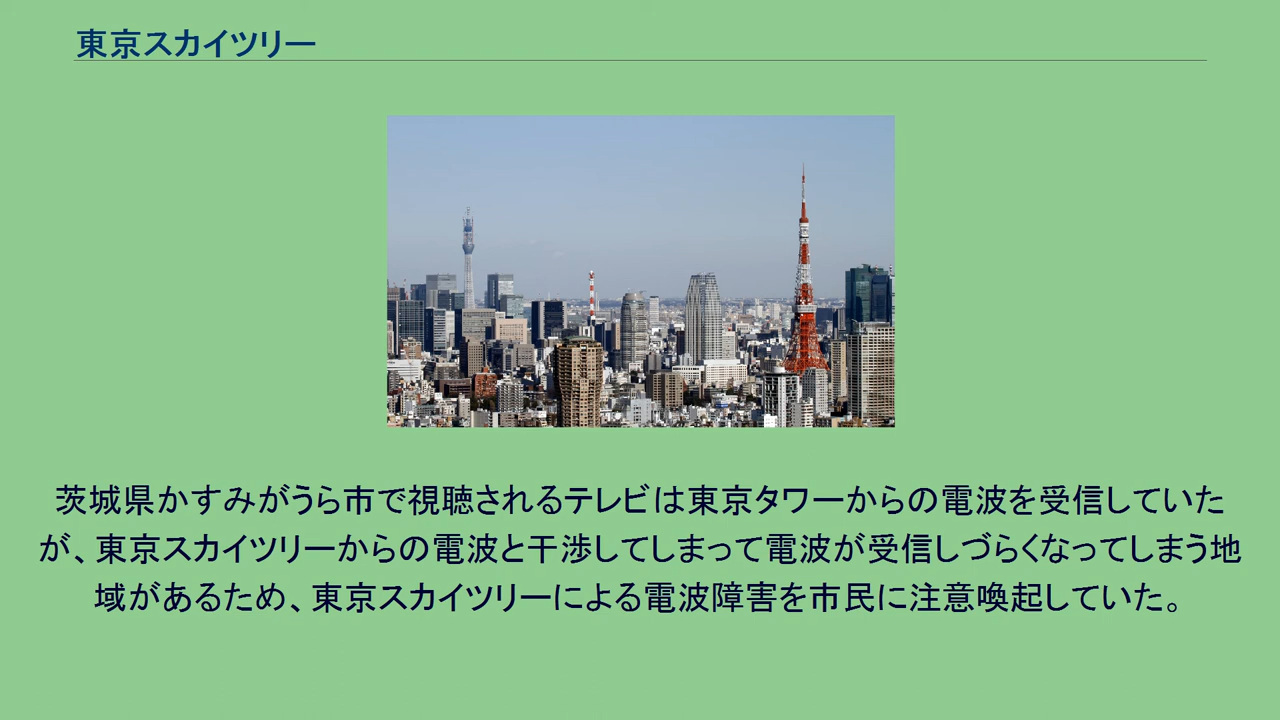 東京スカイツリー
茨城県かすみがうら市で視聴されるテレビは東京タワーからの電波を受信していた
が、東京スカイツリーからの電波と干渉してしまって電波が受信しづらくなってしまう地
域があるため、東京スカイツリーによる電波障害を市民に注意喚起していた。